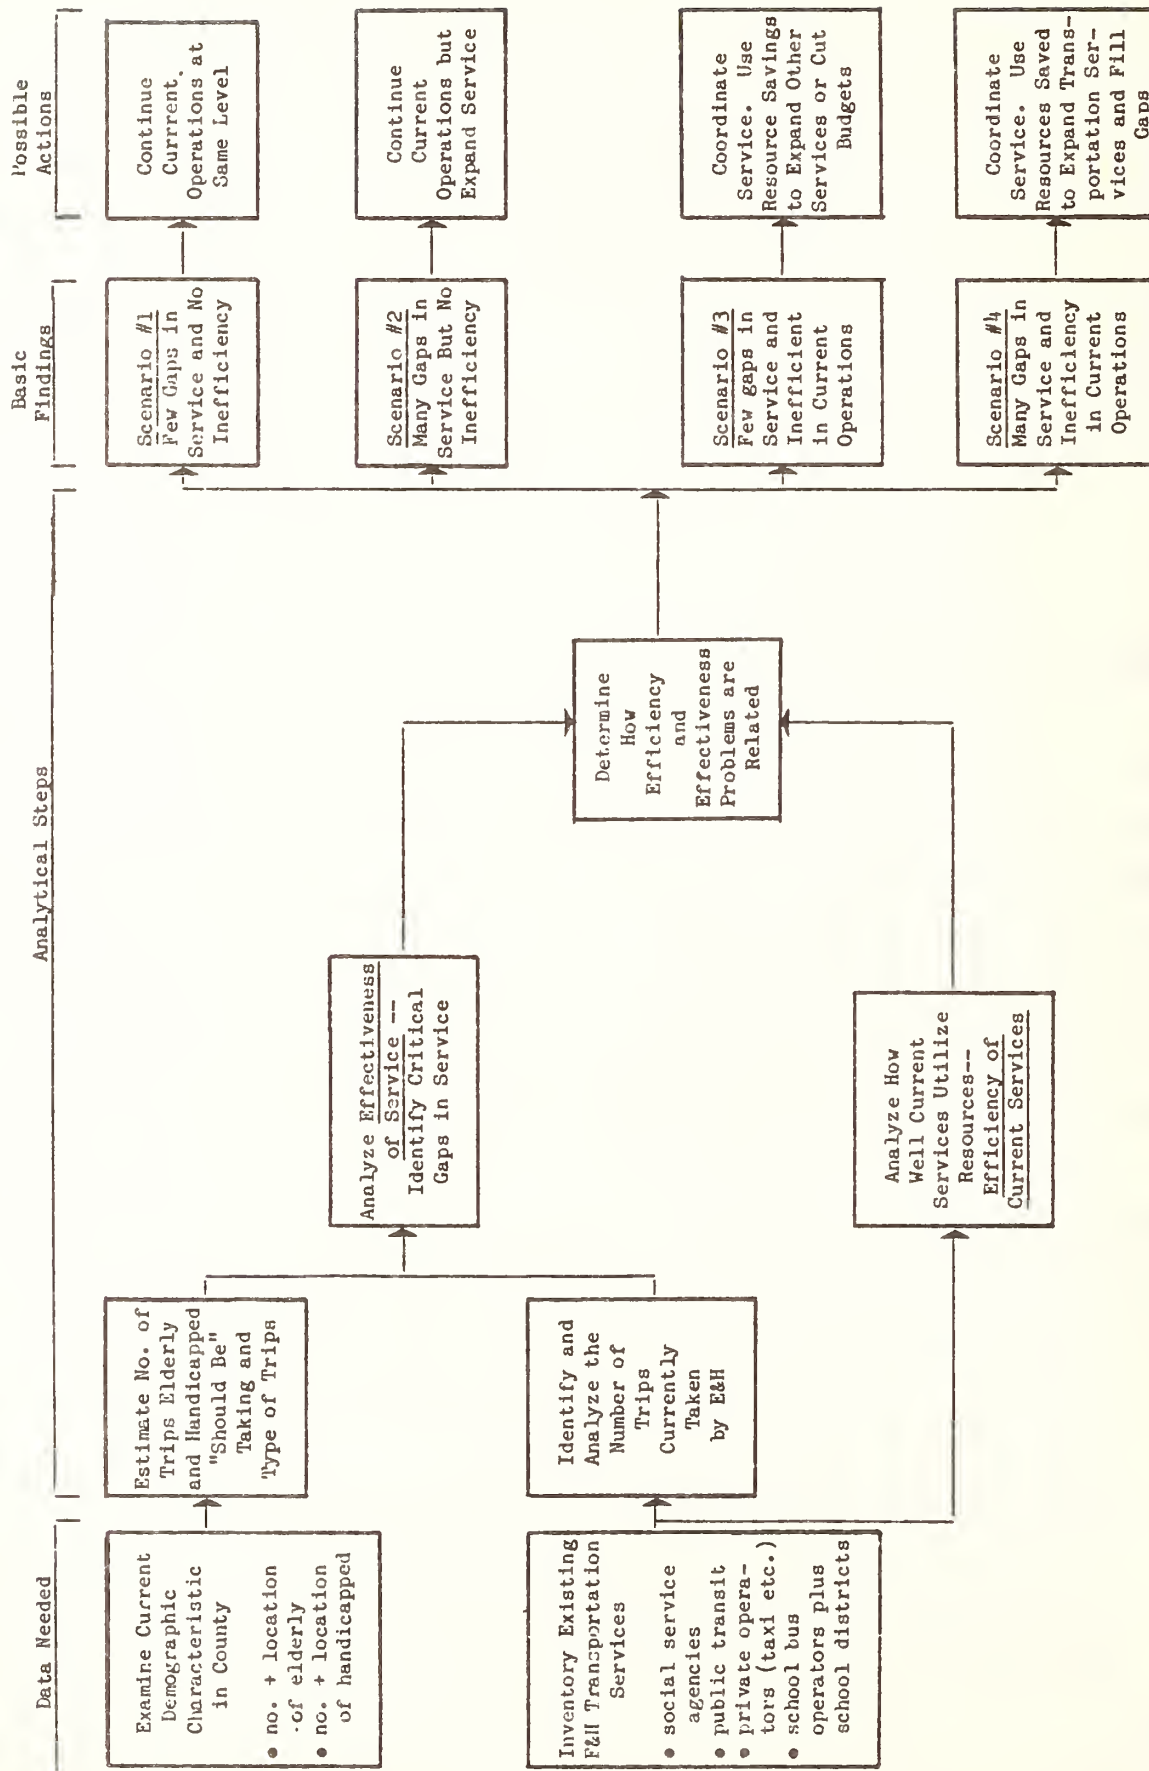 Data Needed
Analytical Steps
Basic
Findings
Possible
Actions
Examine Current
Demographic
Characteristic
in County
• no. + location
of elderly
• no. + location
of handicapped
Inventory Existing
E&H Transportation
Services
• social service
agencies
• public transit
• private opera-
tors (taxi etc.)
• school bus
operators plus
school districts
Estimate No. of
Trips Elderly
and Handicapped
"Should Be"
Taking and
Type of Trips
Identify and
Analyze the
Number of
Trips
Currently
Taken
by E&H
Analyze Effectiveness
of Service --
Identify Critical
Gaps in Service
Analyze How
Well Current
Services Utilize
Resources--
Efficiency of
Current Services
Determine
How
Efficiency
and
Effectiveness
Problems are
Related
Scenario #1
Few Gaps in
Service and No
Inefficiency
Scenario #2
Many Gaps in
Service But No
Inefficiency
Scenario #3
Few gaps in
Service and
Inefficient
in Current
Operations
Scenario #4
Many Gaps in
Service and
Inefficiency
in Current
Operations
Continue
Currrent.
Operations at
Same Level
Continue
Current
Operations but
Expand Service
Coordinate
Service. Use
Resource Savings
to Expand Other
Services or Cut
Budgets
Coordinate
Service. Use
Resources Saved
to Expand Trans-
portation Ser-
vices and Fill
Gaps